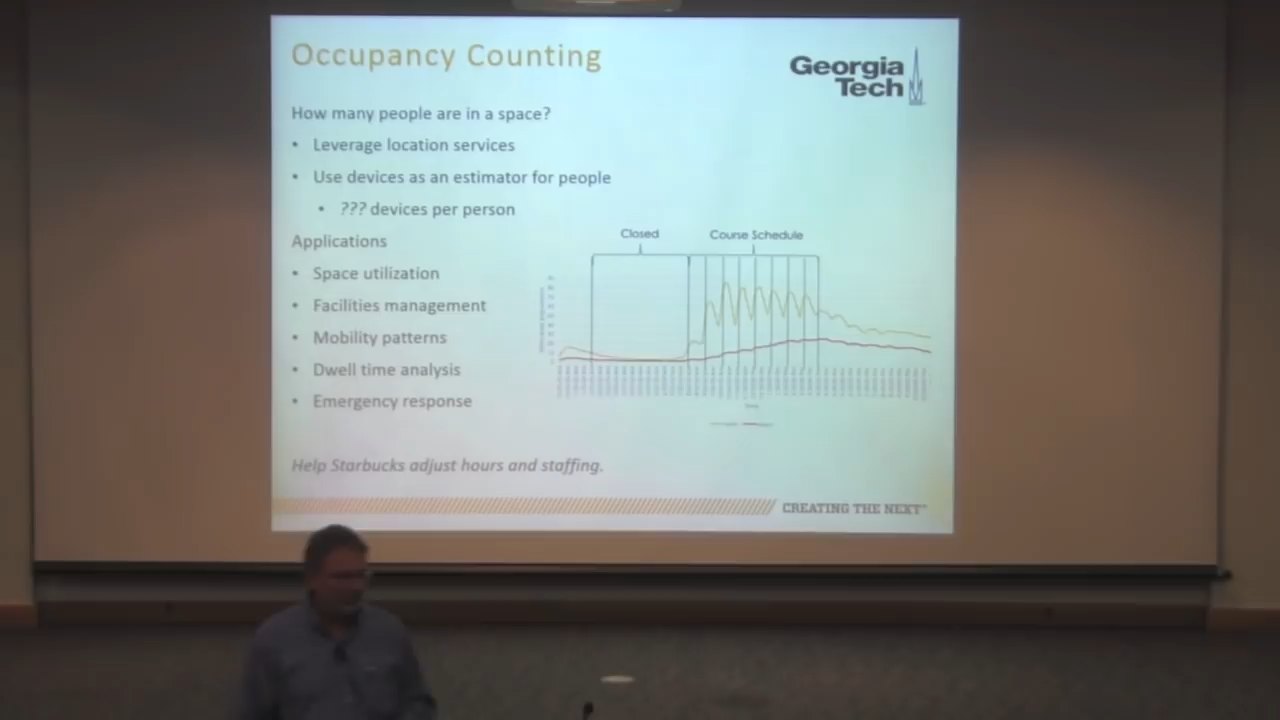 Occupancy Counting
Georgia
Tech
How many people are in a space?
• Leverage location services
• Use devices as an estimator for people
• ??? devices per person
Applications
• Space utilization
• Facilities management
• Mobility patterns
• Dwell time analysis
• Emergency response
Closed
Course Schedule
Help Starbucks adjust hours and staffing.
CREATING THE NEXT